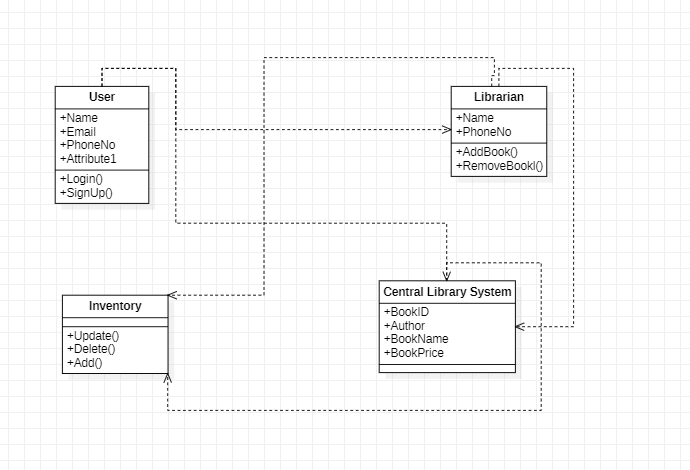 User
+Name
+Email
+PhoneNo
+Attribute1
+Login()
+SignUp()
Librarian
+Name
+PhoneNo
+AddBook()
+RemoveBookl()
Inventory
+Update()
+Delete()
+Add()
Central Library System
+BookID
+Author
+BookName
+BookPrice